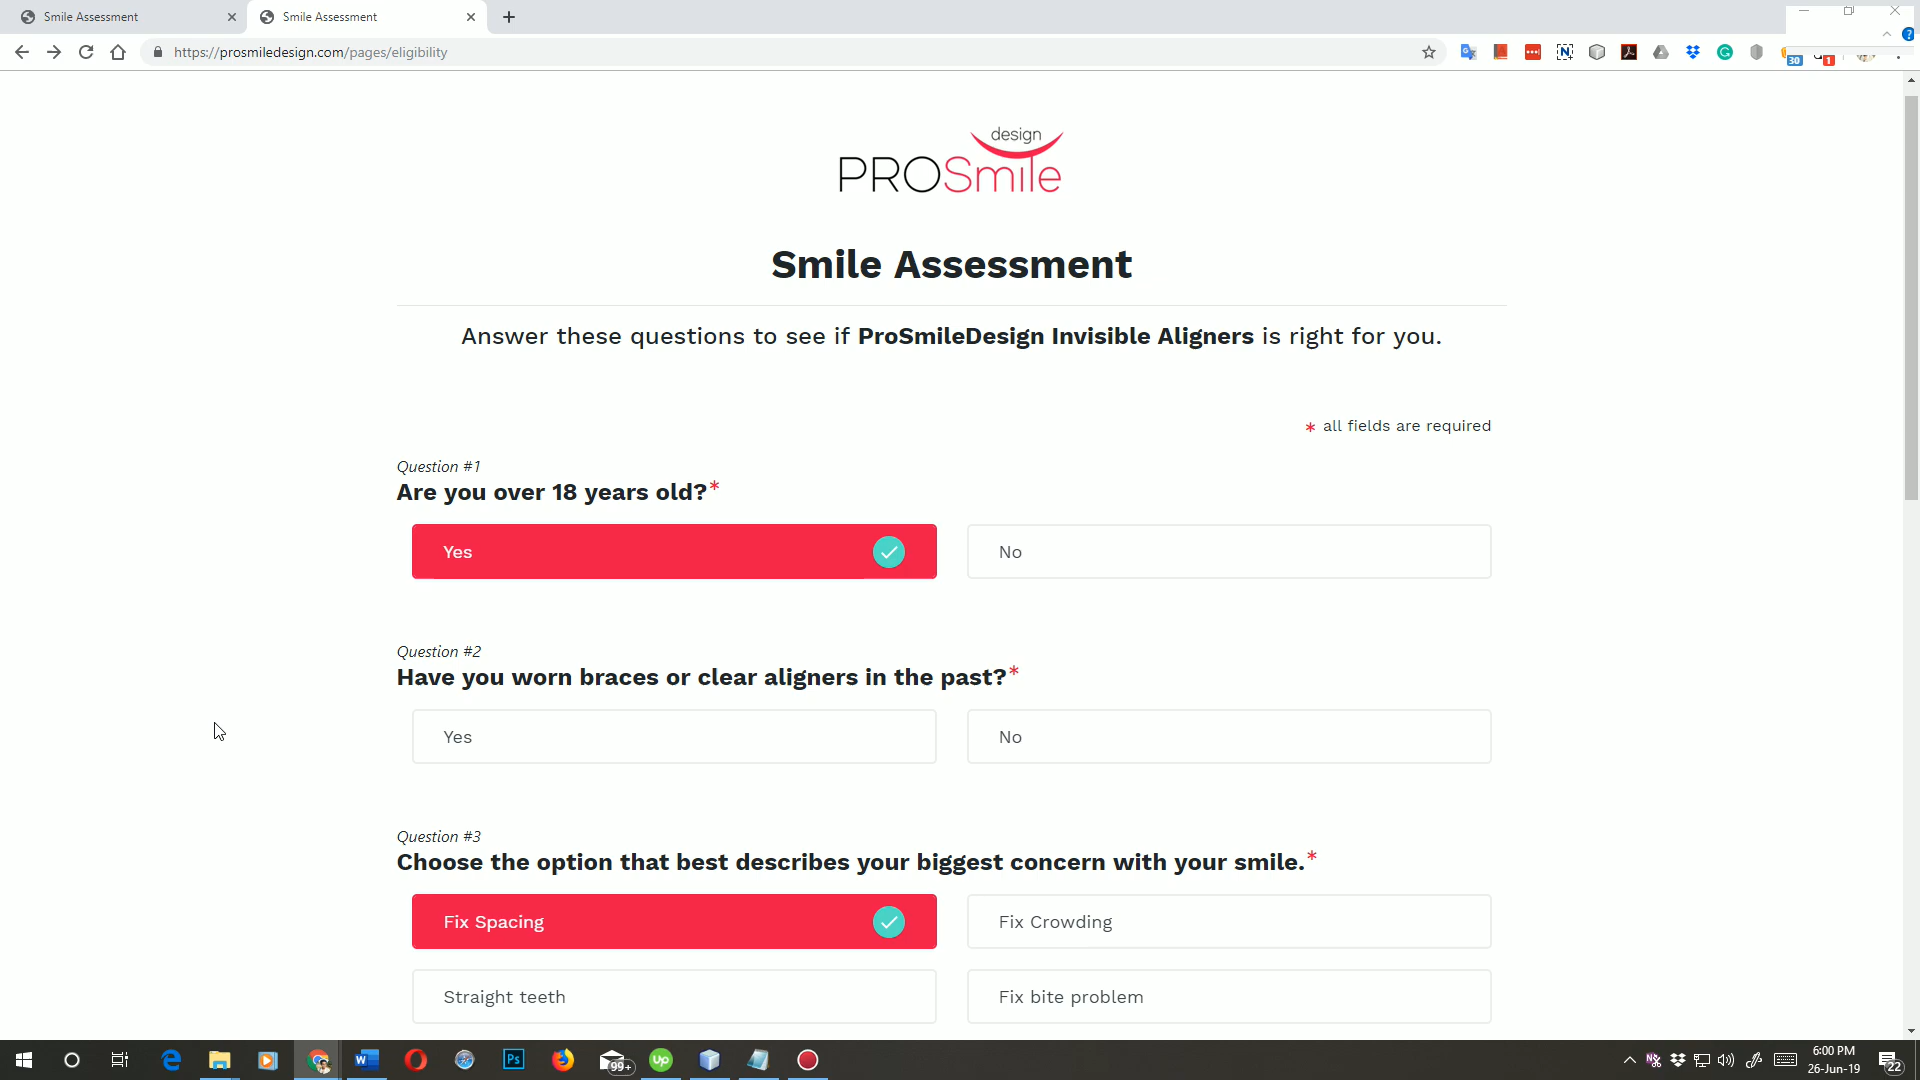 Smile Assessment
Smile Assessment
https://prosmiledesign.com/pages/eligibility
30
1
design
PROSmile
Smile Assessment
Answer these questions to see if ProSmileDesign Invisible Aligners is right for you.
* all fields are required
Question #1
Are you over 18 years old?*
Yes
No
Question #2
Have you worn braces or clear aligners in the past?*
Yes
No
Question #3
Choose the option that best describes your biggest concern with your smile.*
Fix Spacing
Fix Crowding
Straight teeth
Fix bite problem
99+
6:00 PM
26-Jun-19
22